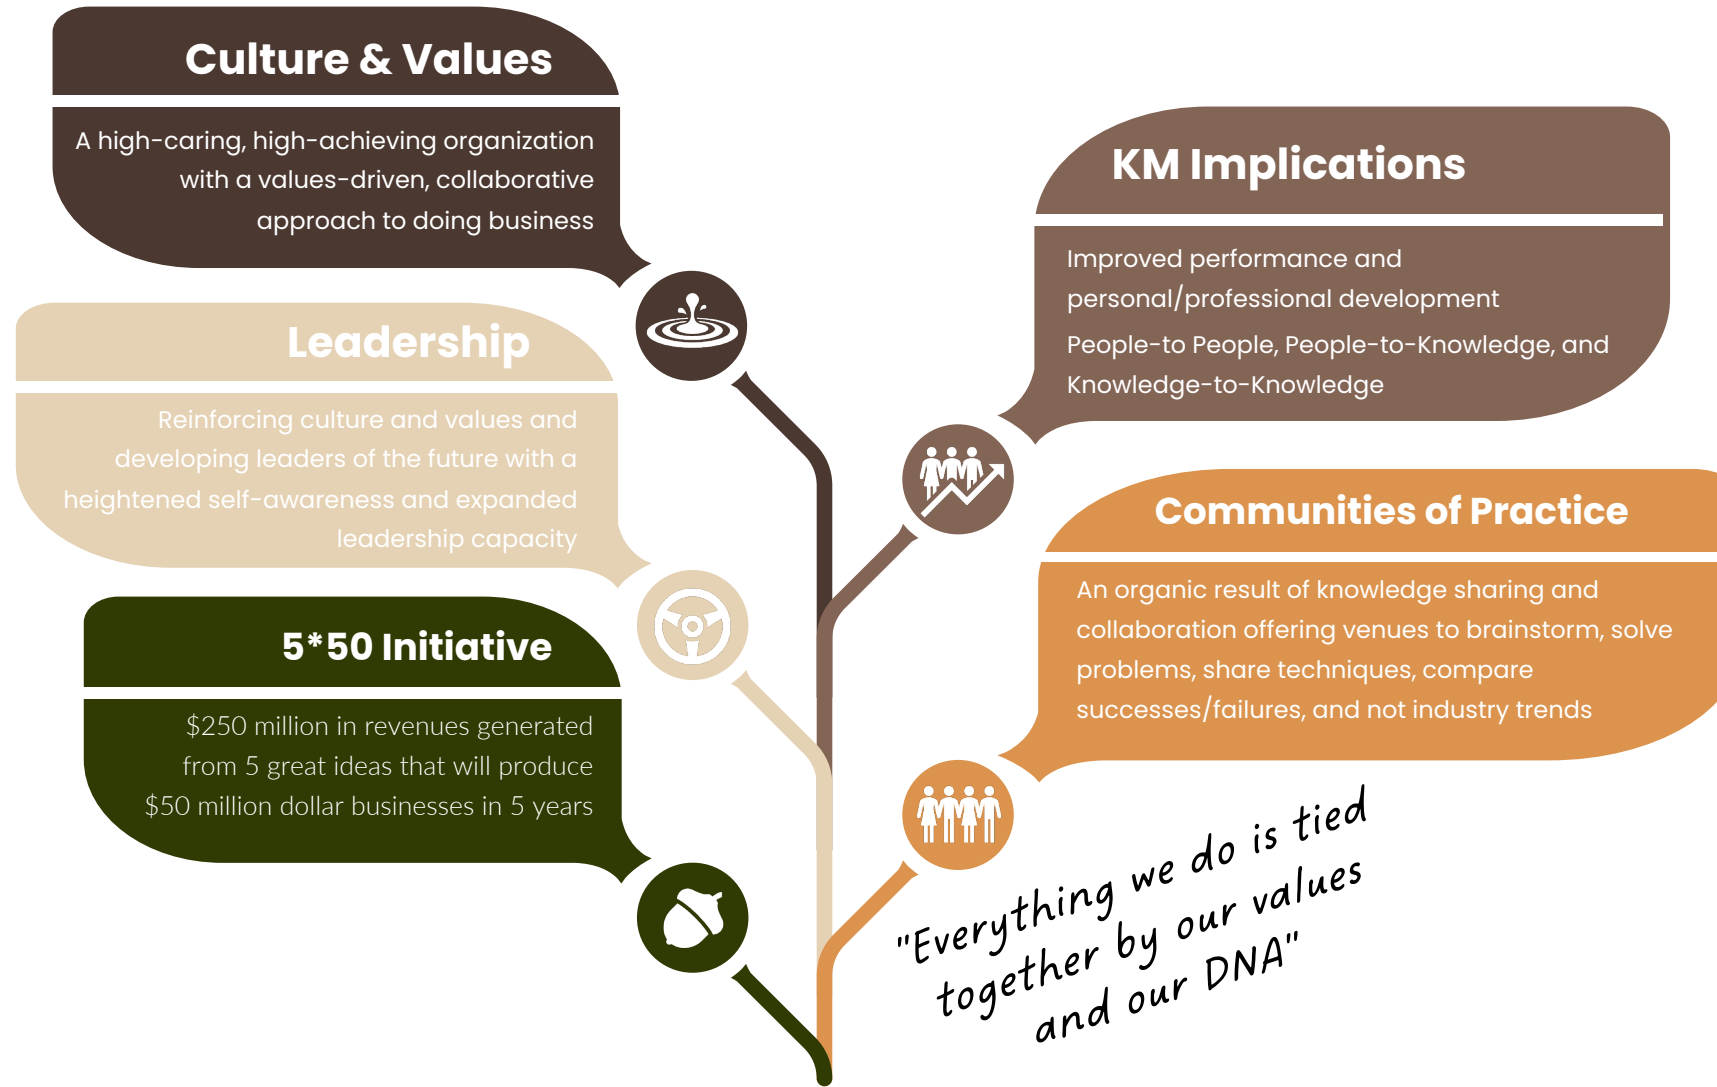 Culture & Values
A high-caring, high-achieving organization
with a values-driven, collaborative
approach to doing business
Leadership
Reinforcing culture and values and
developing leaders of the future with a
heightened self-awareness and expanded
leadership capacity
5*50 Initiative
$250 million in revenues generated
from 5 great ideas that will produce
$50 million dollar businesses in 5 years
KM Implications
Improved performance and
personal/professional development
People-to People, People-to-Knowledge, and
Knowledge-to-Knowledge
Communities of Practice
An organic result of knowledge sharing and
collaboration offering venues to brainstorm, solve
problems, share techniques, compare
successes/failures, and not industry trends
"Everything we do is tied
together by our values
and our DNA"